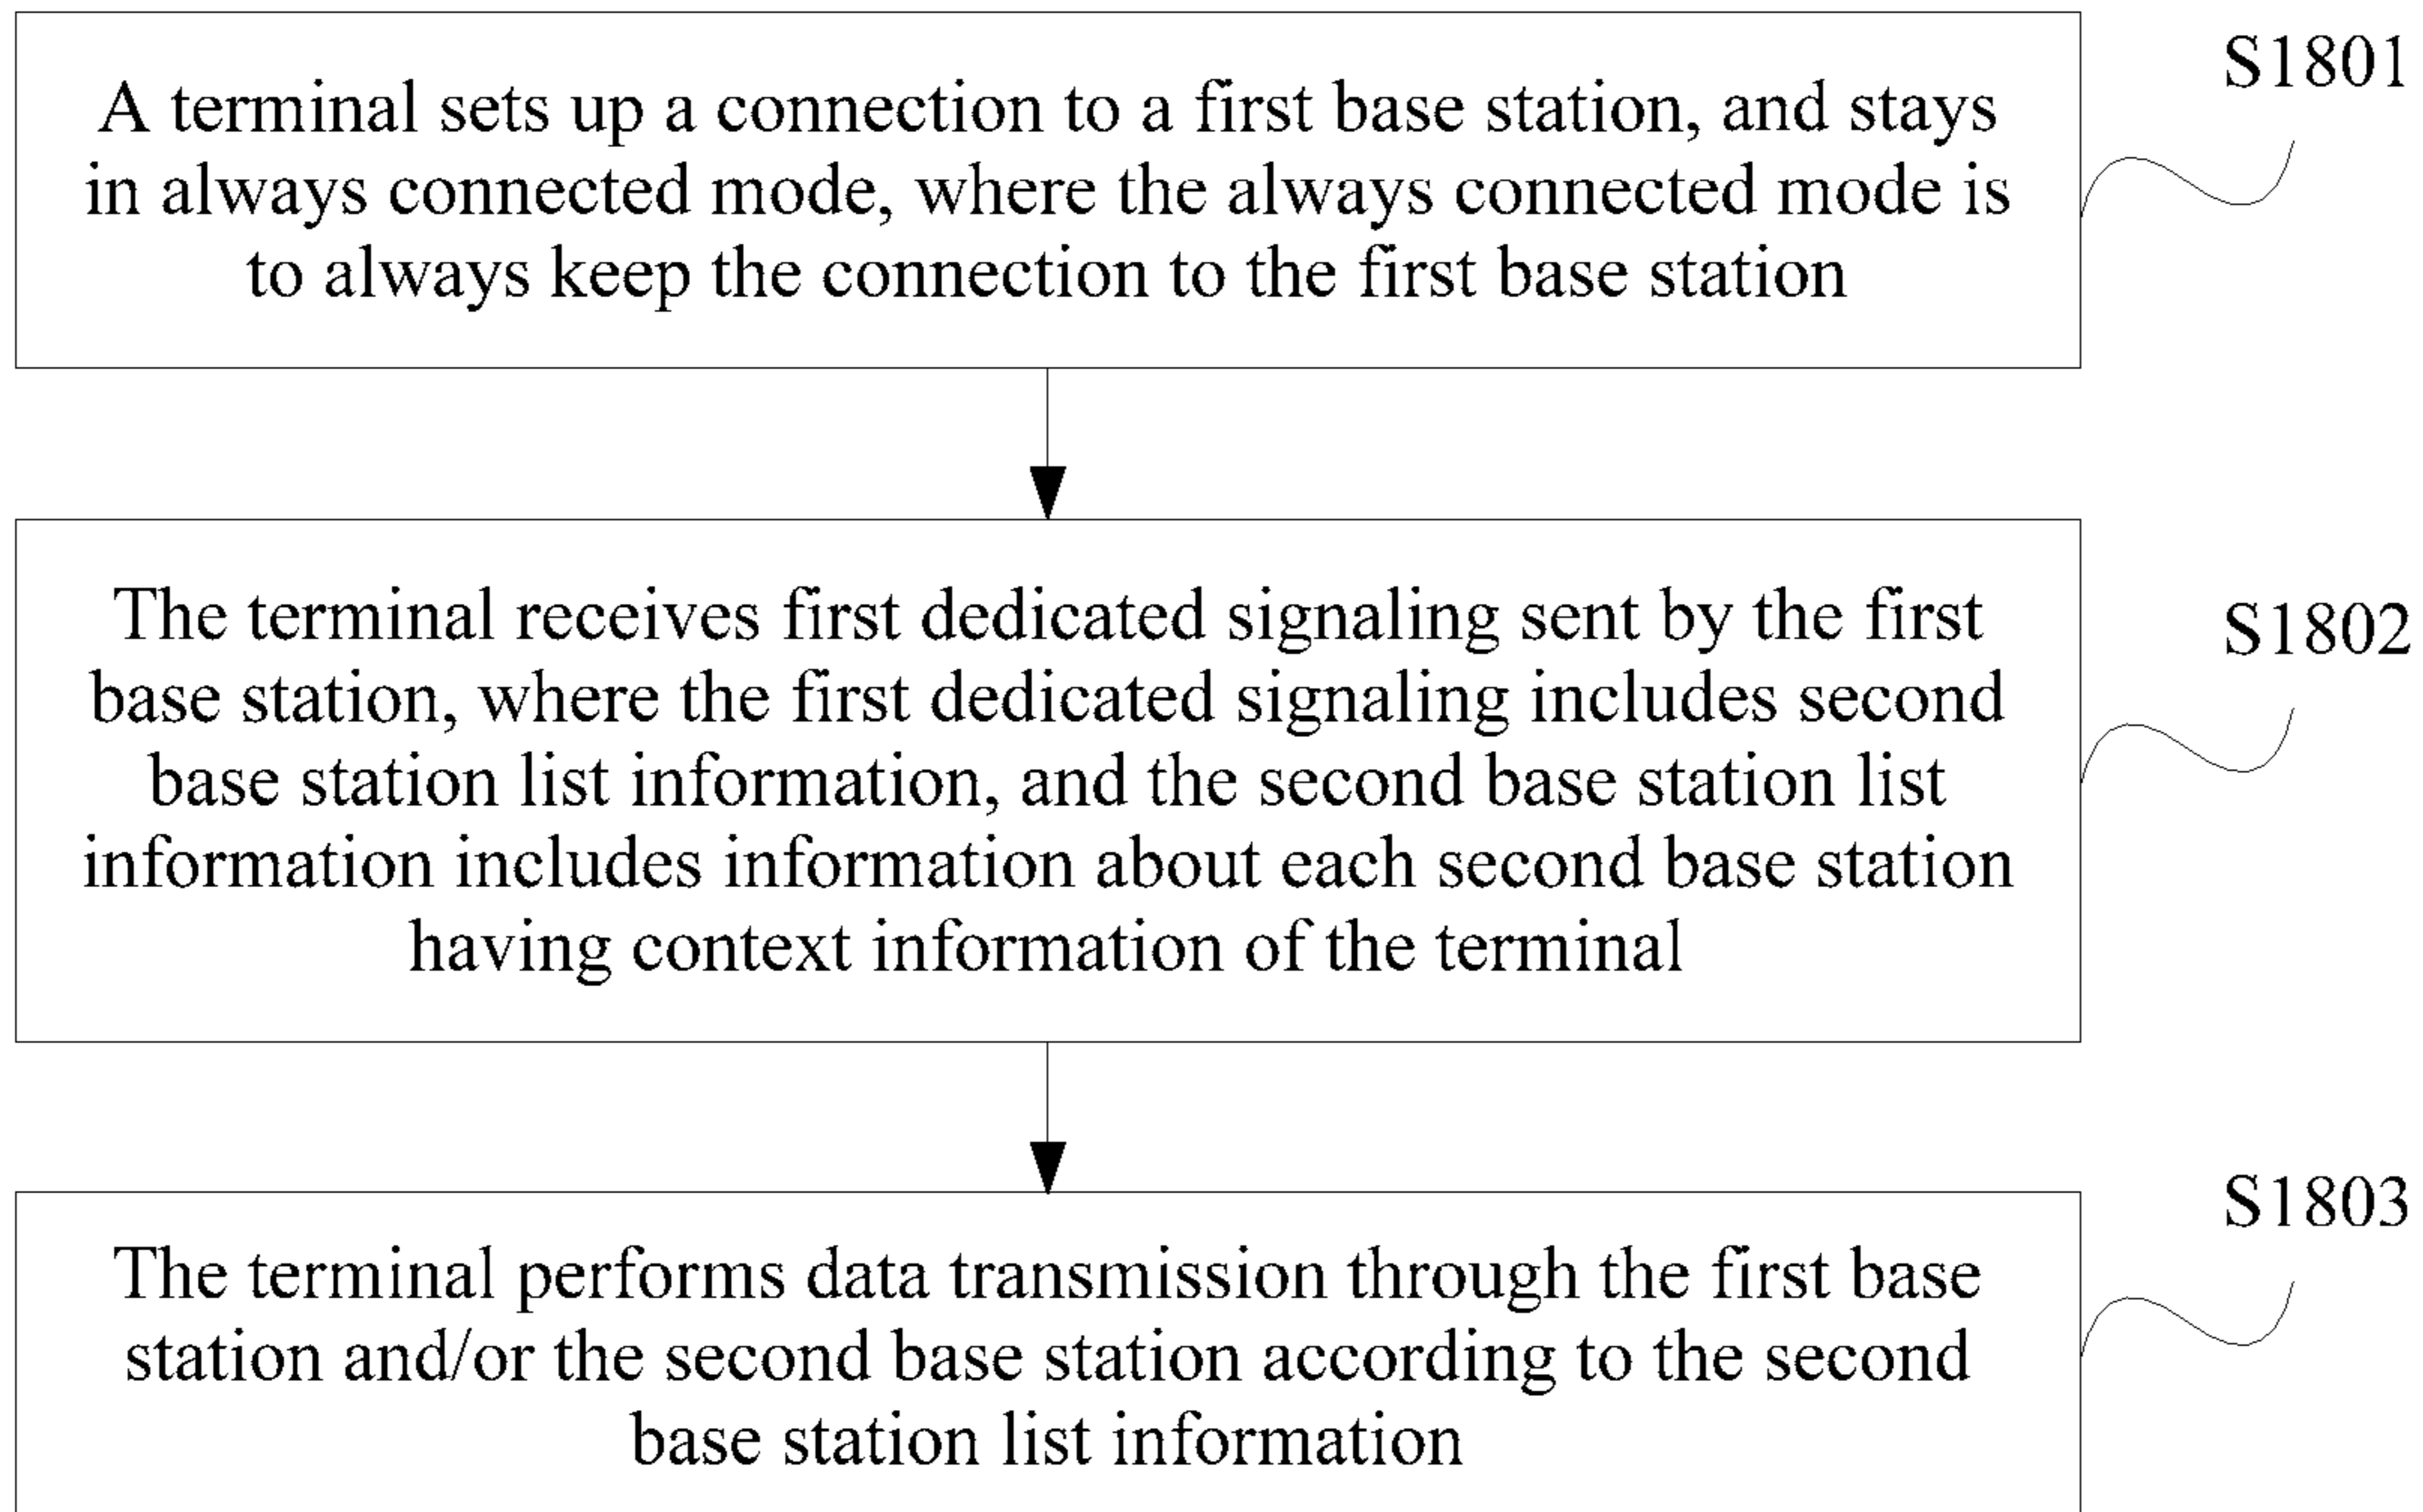 A terminal sets up a connection to a first base station, and stays
in always connected mode, where the always connected mode is
to always keep the connection to the first base station
S1801
The terminal receives first dedicated signaling sent by the first
base station, where the first dedicated signaling includes second
base station list information, and the second base station list
information includes information about each second base station
having context information of the terminal
S1802
The terminal performs data transmission through the first base
station and/or the second base station according to the second
base station list information
S1803